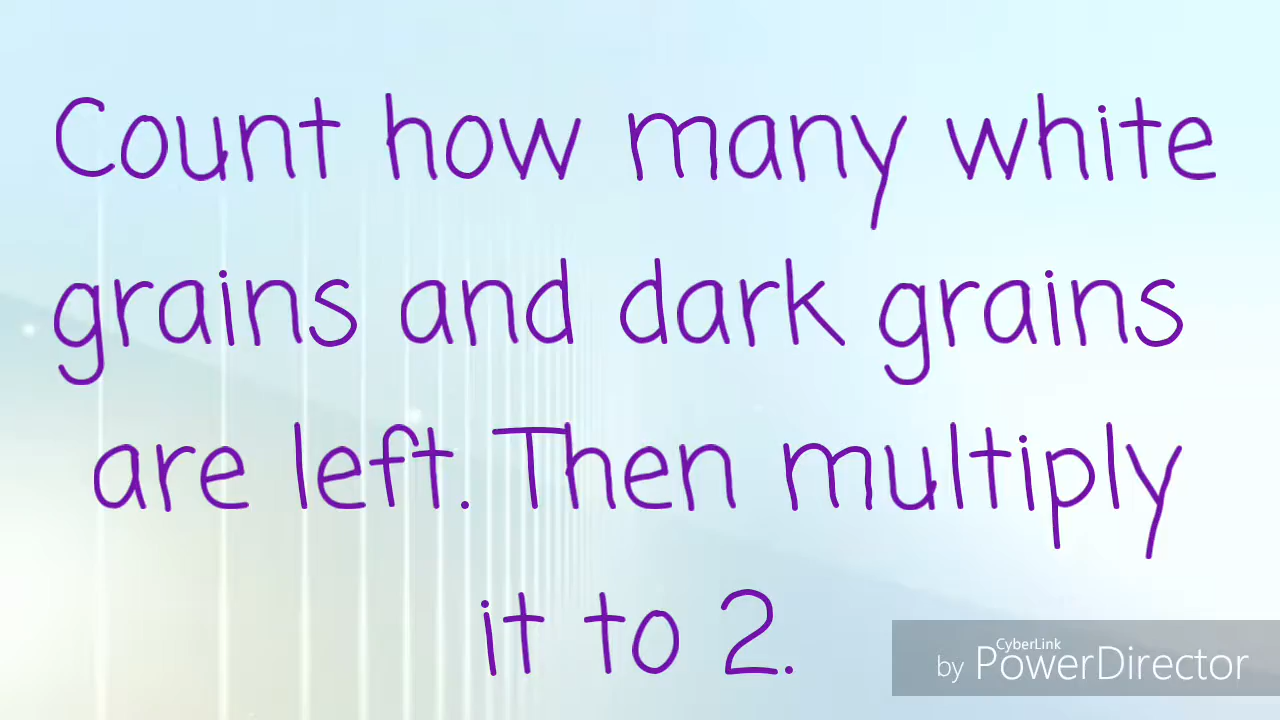 Count how many white
grains and dark grains
are left. Then multiply
it to 2.
CyberLink
by PowerDirector